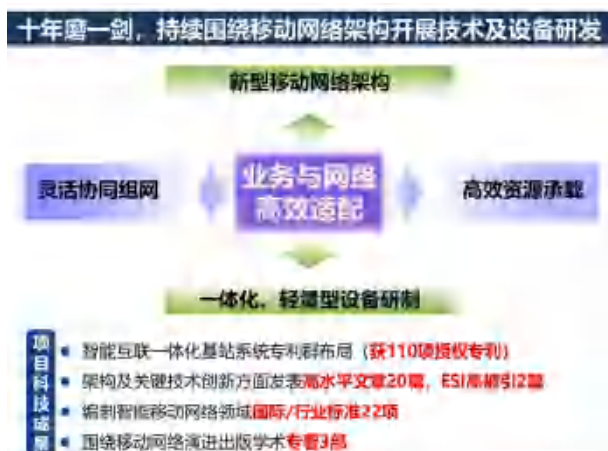 十年磨一剑，持续围绕移动网络架构开展技术及设备研发
新型移动网络架构
灵活协同组网
业务与网络
高效适配
高效资源承载
一体化、轻量型设备研制
项目科技成果
• 智能互联一体化基站系统专利群布局（获110项授权专利）
• 架构及关键技术创新方面发表高水平文章20篇，ESI高被引2篇
• 编制智能移动网络领域国际/行业标准22项
• 围绕移动网络演进出版学术专著3部